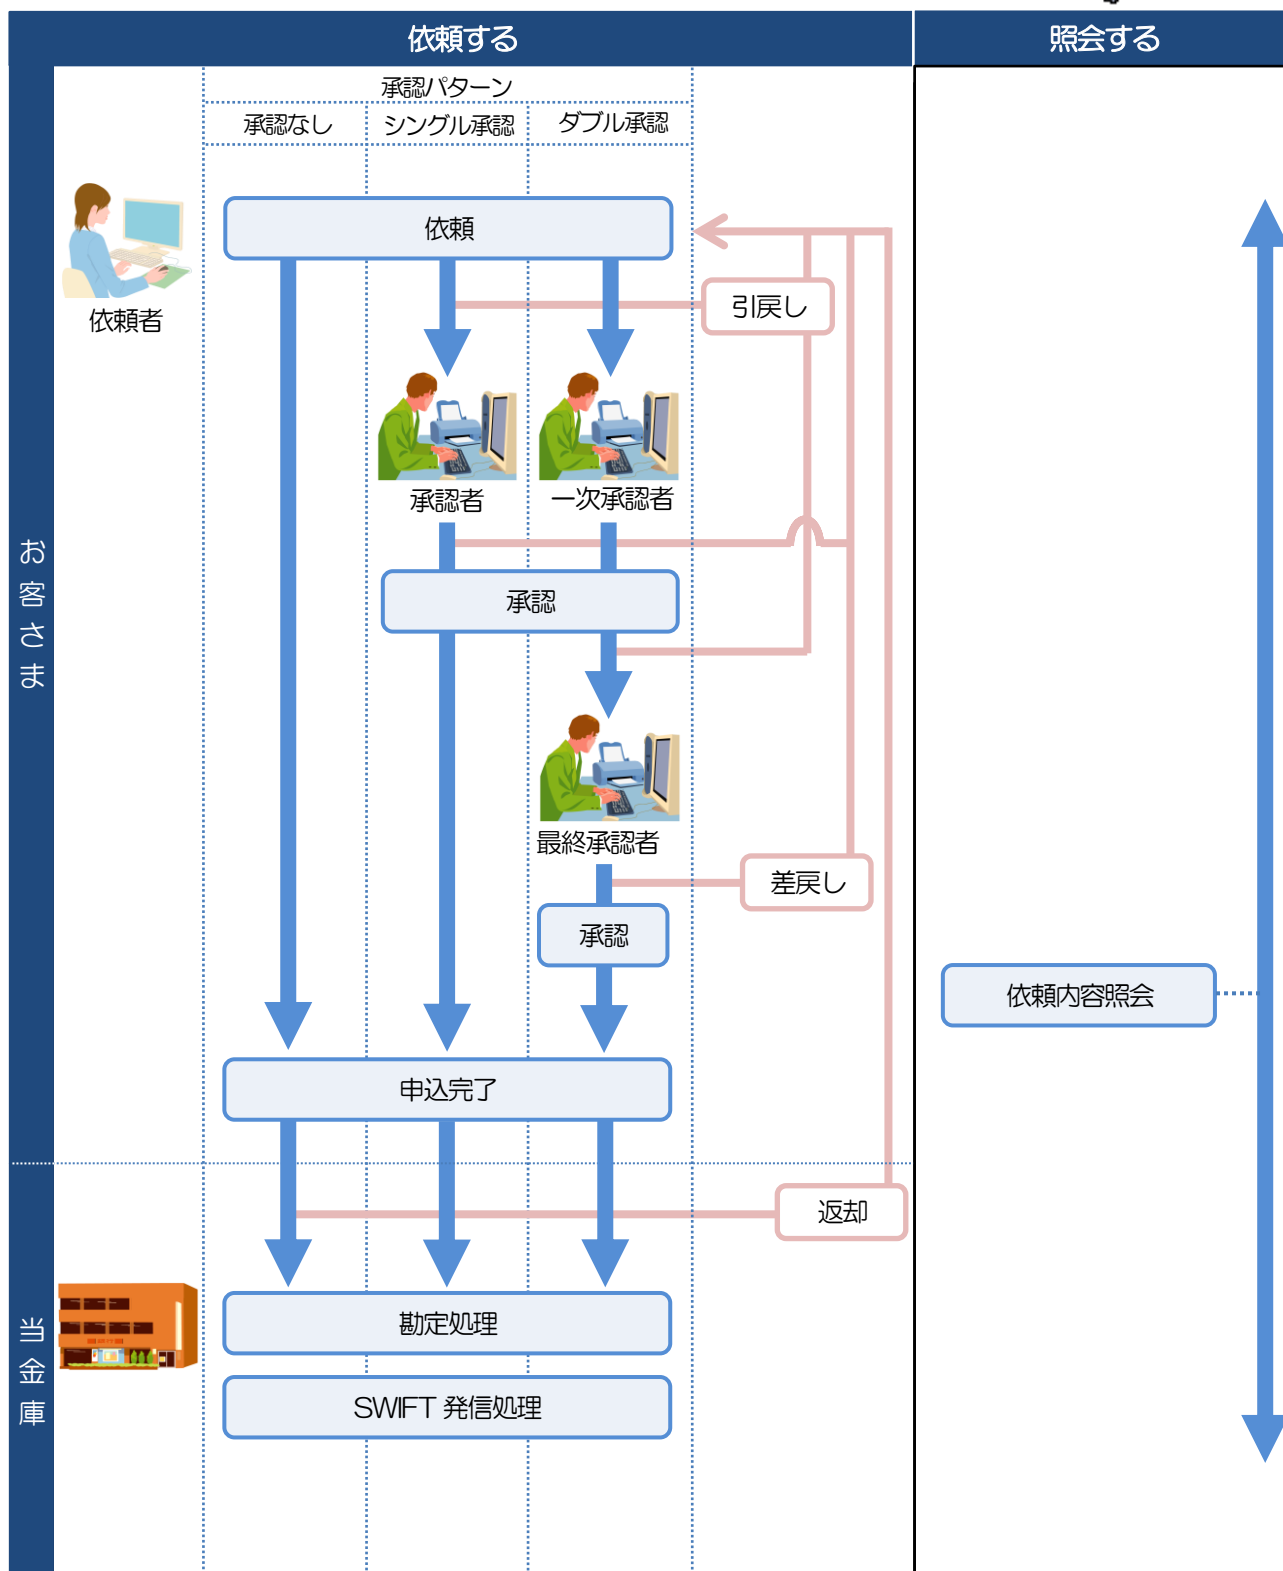 依頼する
照会する
承認パターン
承認なし
シングル承認
ダブル承認
依頼
引戻し
依頼者
承認者
一次承認者
お客さま
承認
最終承認者
差戻し
承認
依頼内容照会
申込完了
返却
当金庫
勘定処理
SWIFT 発信処理